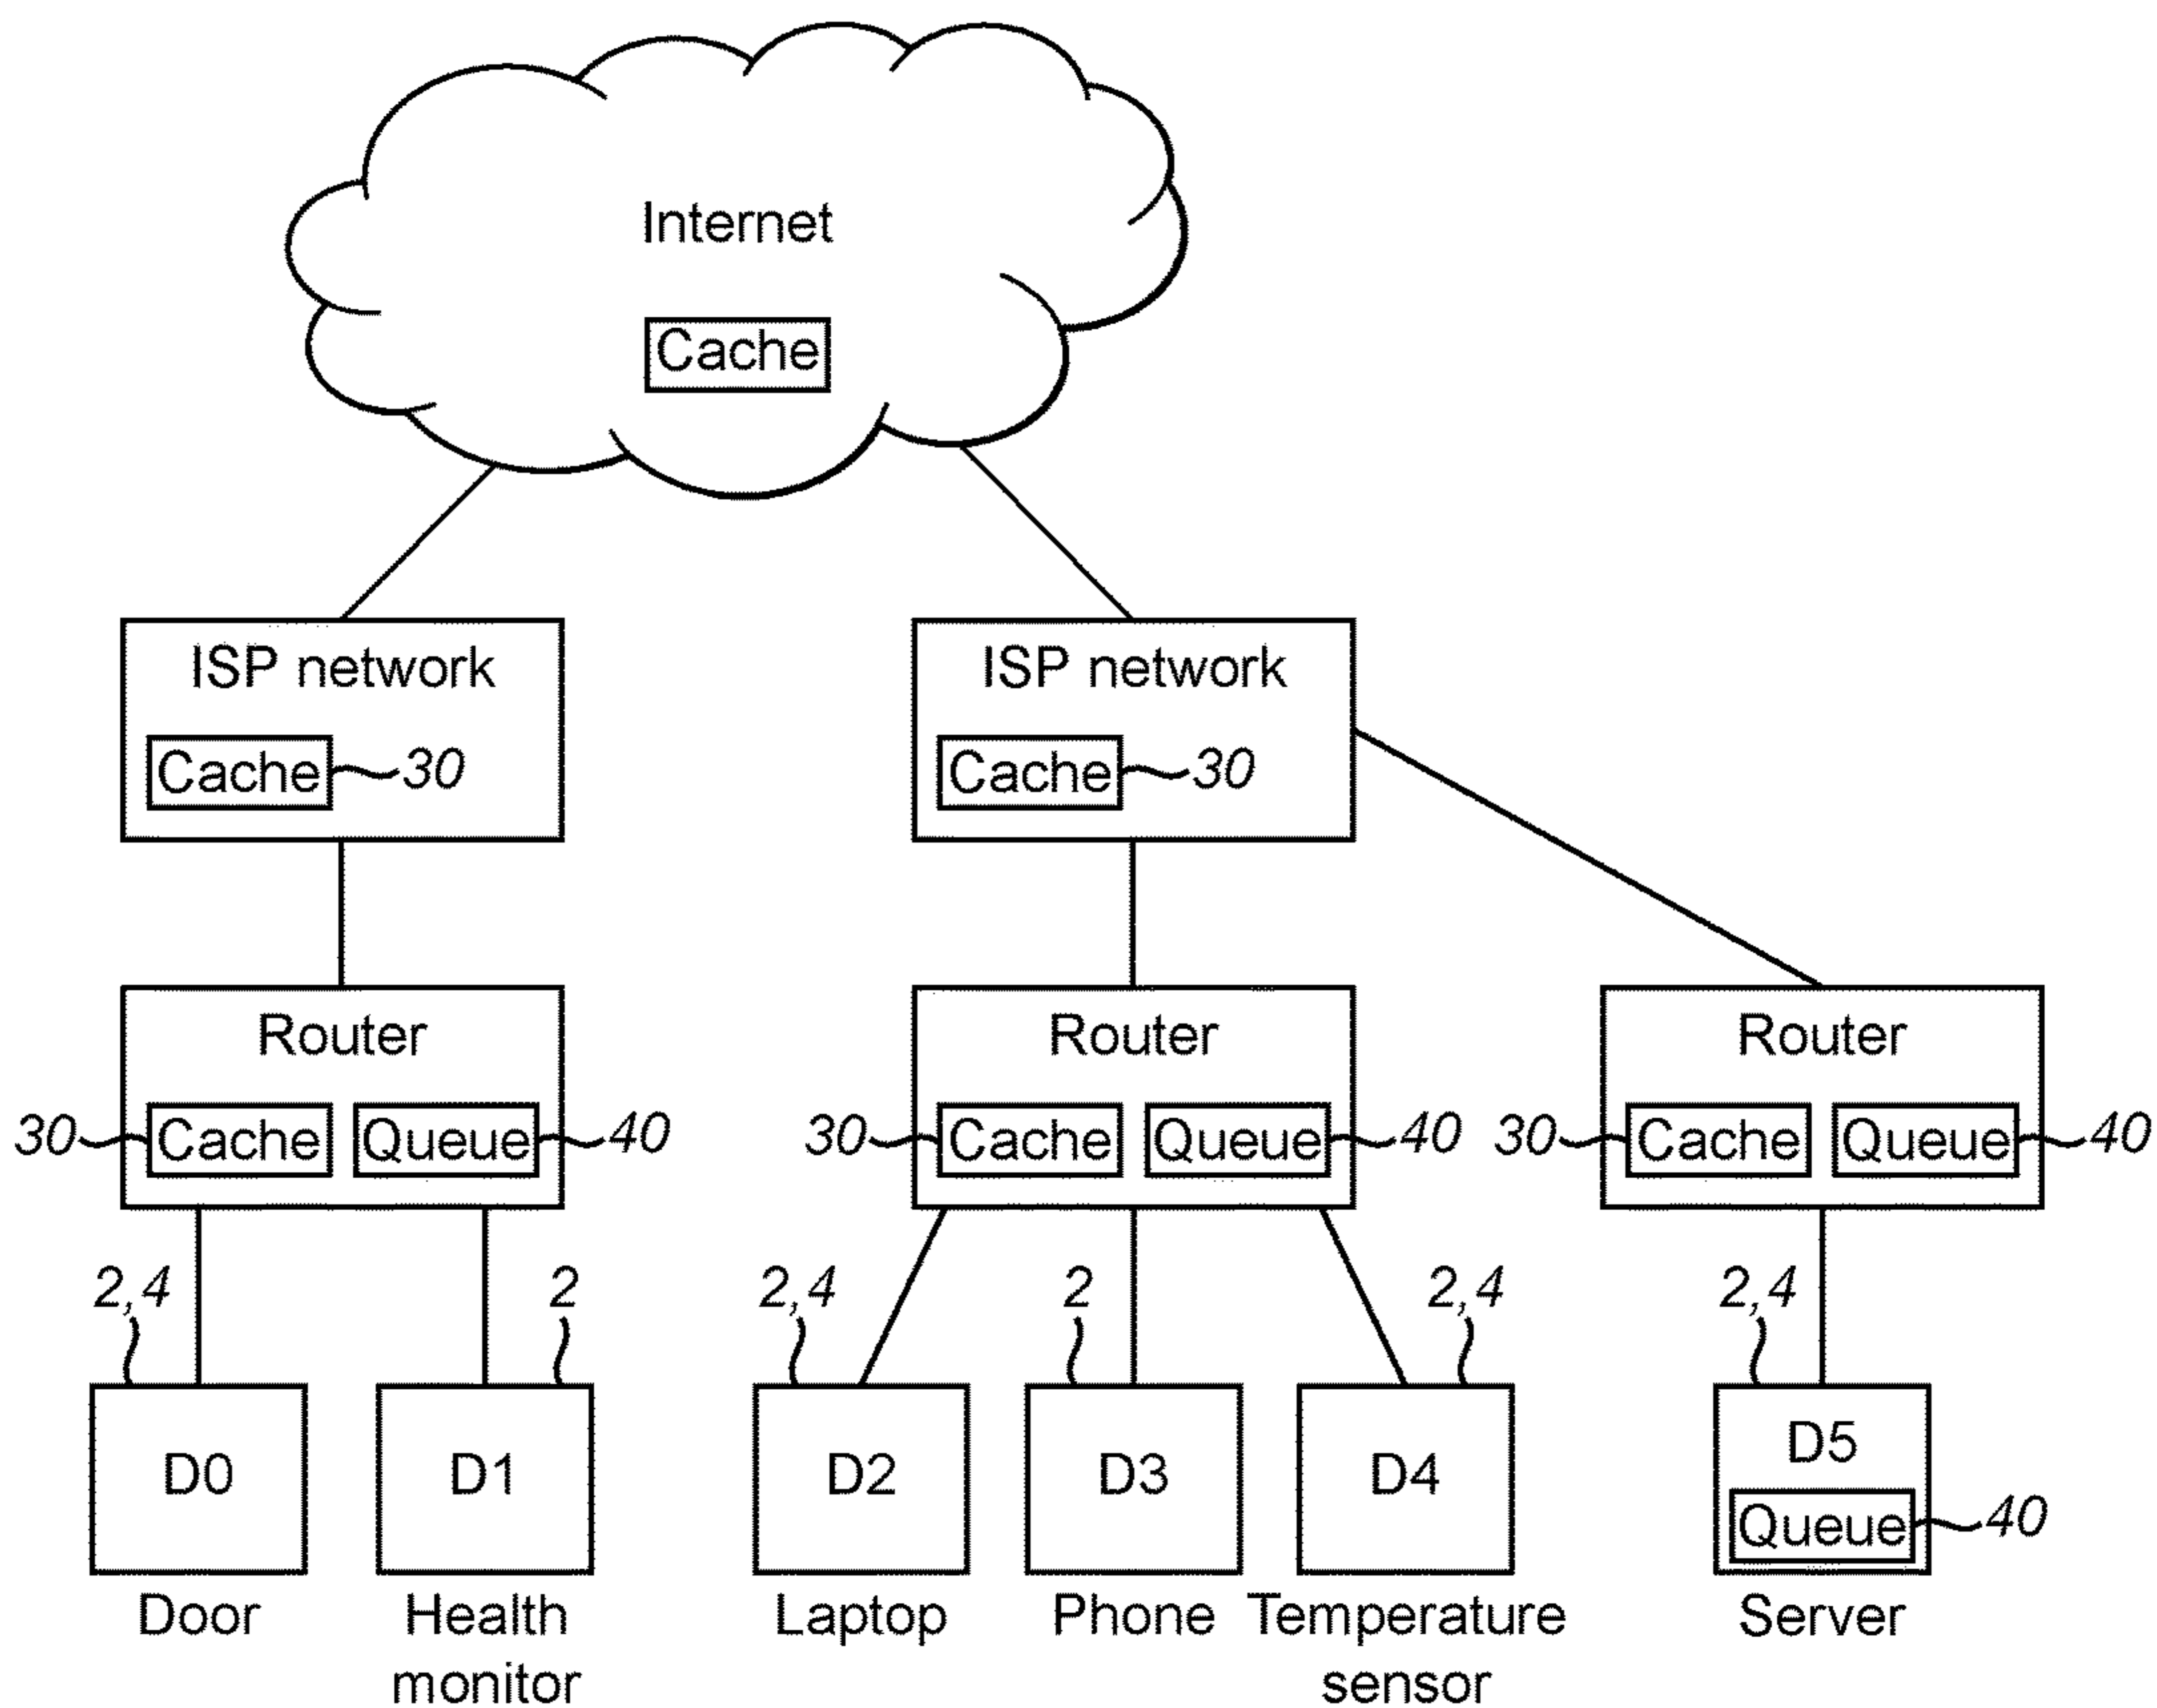 Internet
Cache
ISP network
ISP network
Cache 30
Cache 30
Router
Router
Router
30 Cache Queue 40
30 Cache Queue 40
30 Cache Queue 40
2,4
2
2,4
2
2,4
2,4
D0
D1
D2
D3
D4
D5
Queue 40
Door
Health
monitor
Laptop
Phone
Temperature
sensor
Server